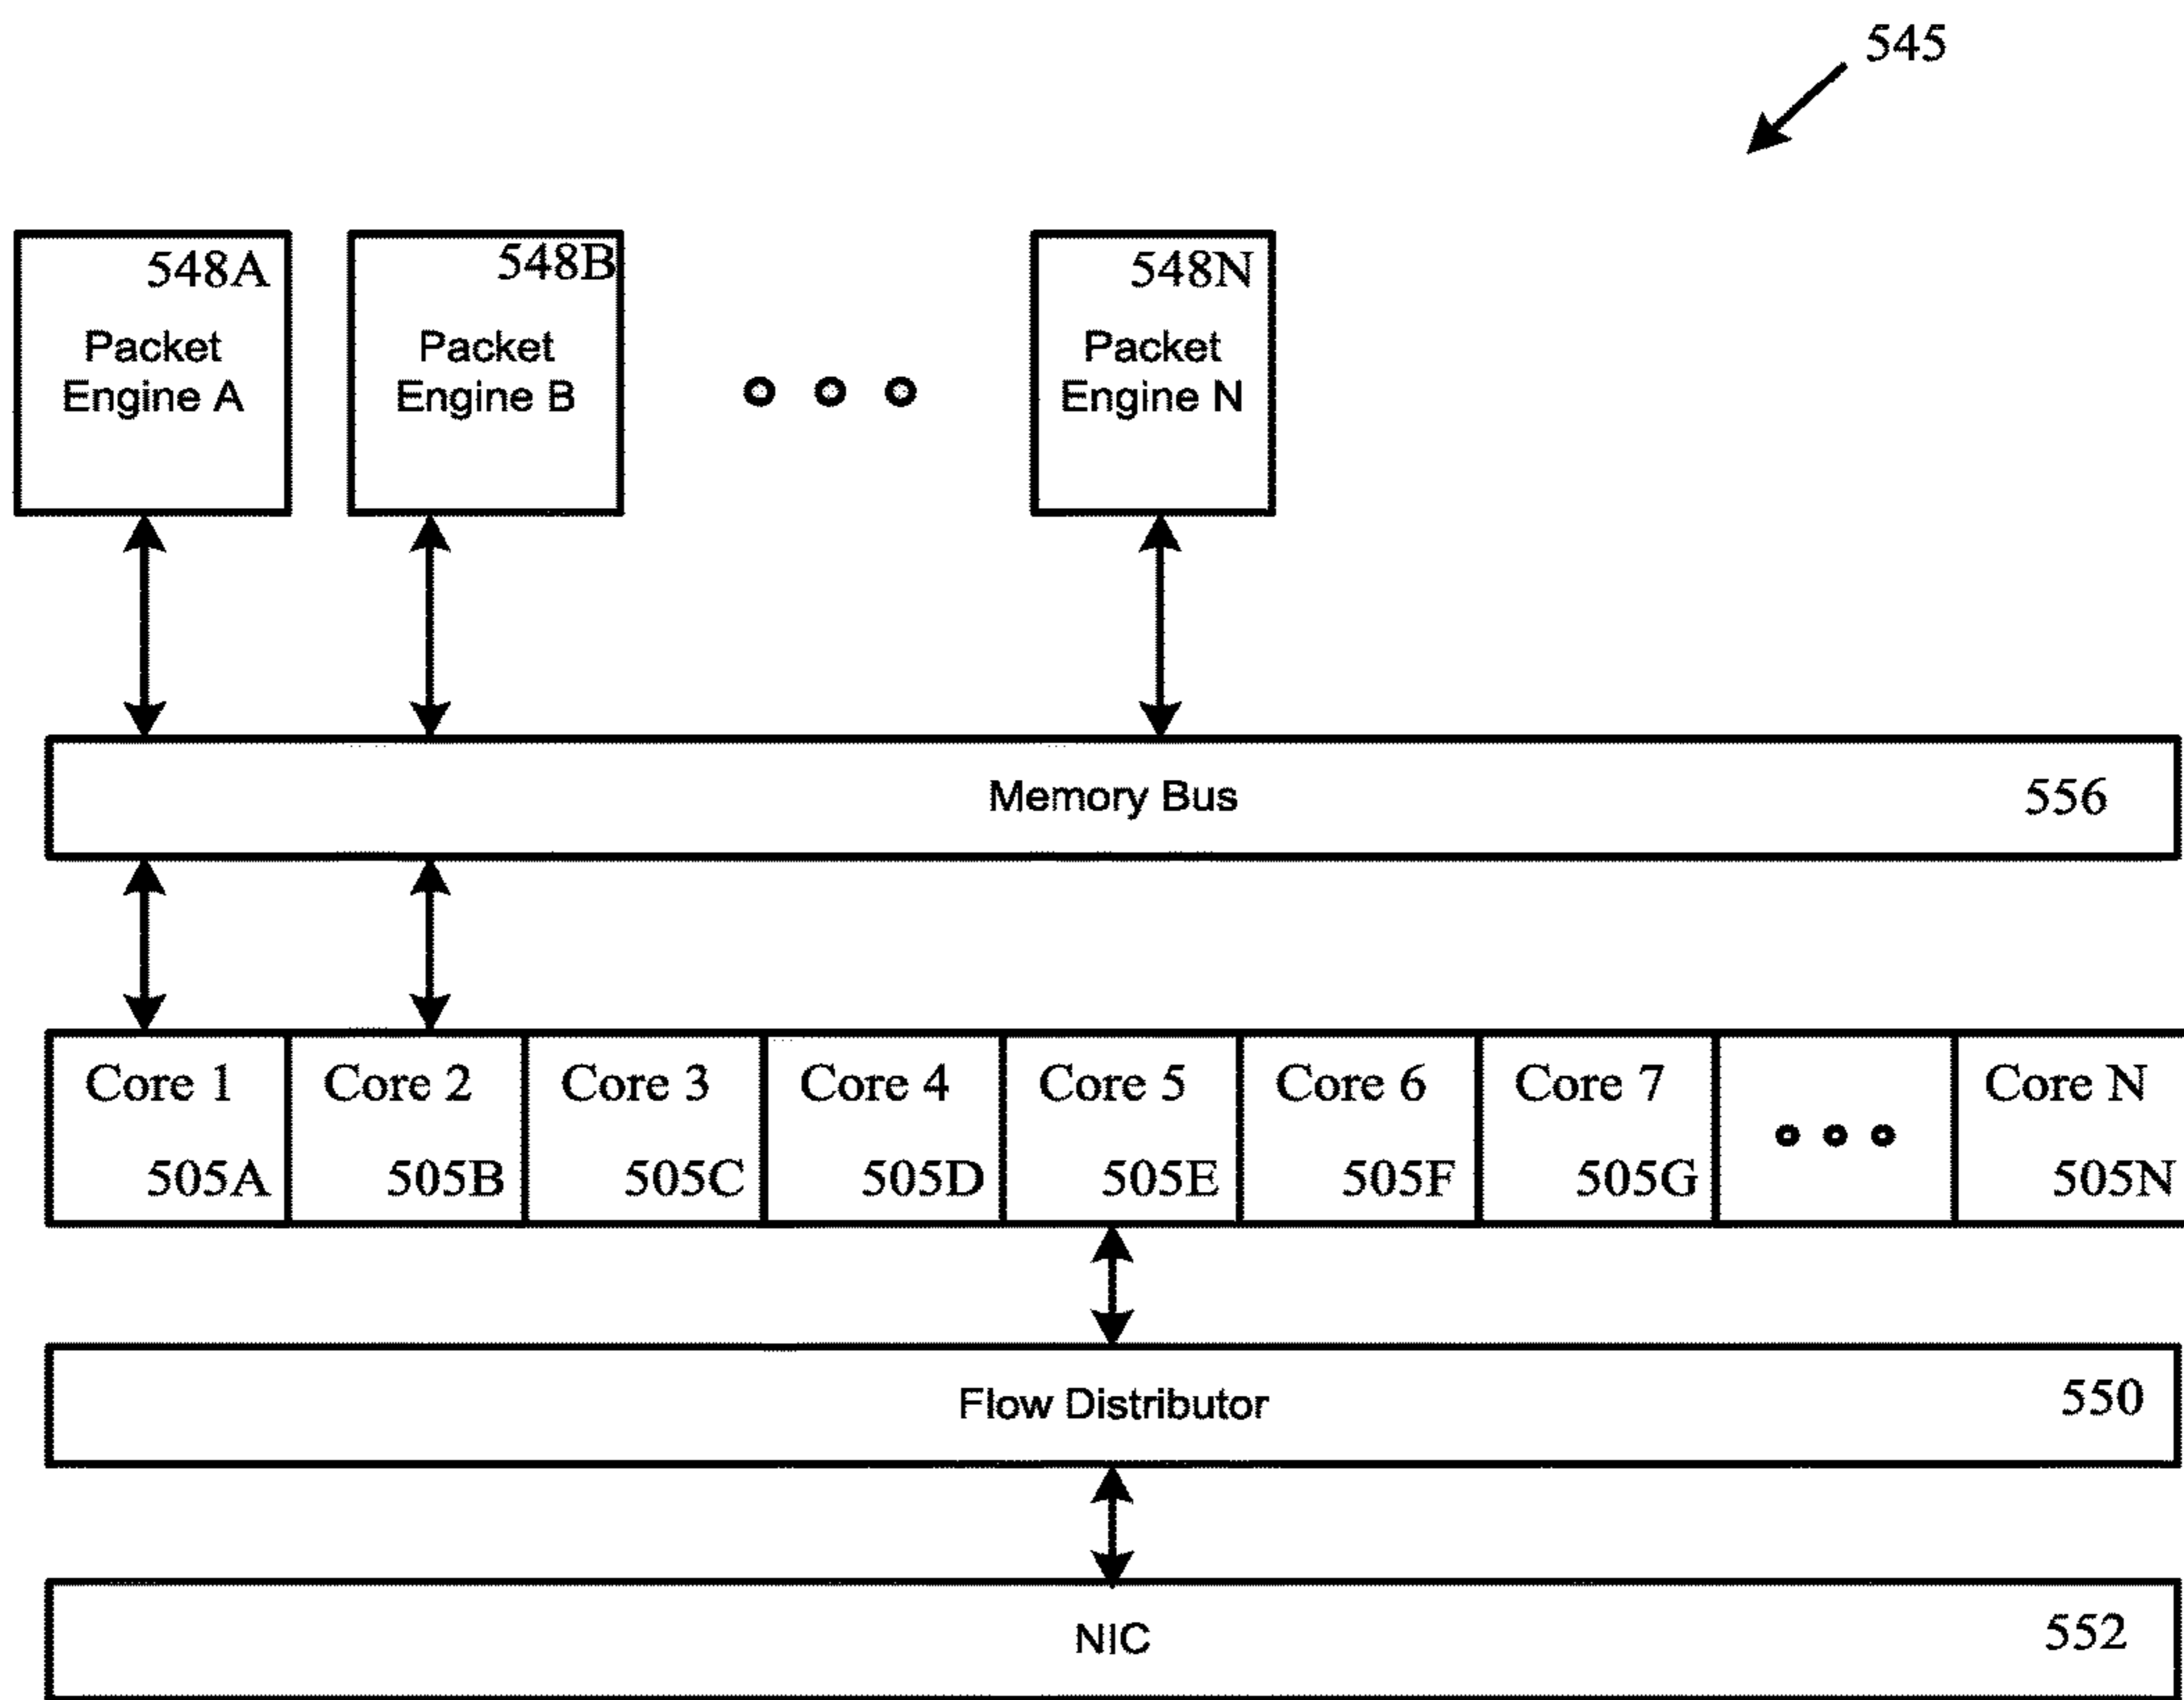 545
548A
Packet
Engine A
548B
Packet
Engine B
548N
Packet
Engine N
Memory Bus 556
Core 1 Core 2 Core 3 Core 4 Core 5 Core 6 Core 7 Core N
505A 505B 505C 505D 505E 505F 505G 505N
Flow Distributor 550
NIC 552